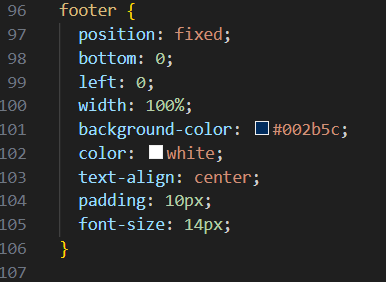 96 footer {
97 position: fixed;
98 bottom: 0;
99 left: 0;
100 width: 100%;
101 background-color: #002b5c;
102 color: white;
103 text-align: center;
104 padding: 10px;
105 font-size: 14px;
106 }
107